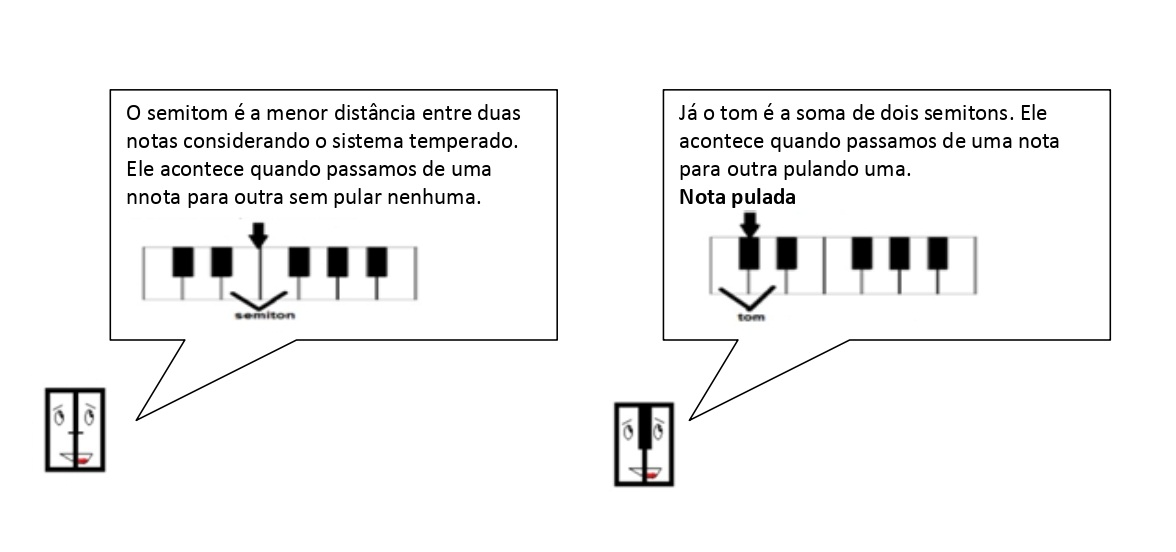 O semitom é a menor distância entre duas
notas considerando o sistema temperado.
Ele acontece quando passamos de uma
nnota para outra sem pular nenhuma.
semiton
Já o tom é a soma de dois semitons. Ele
acontece quando passamos de uma nota
para outra pulando uma.
Nota pulada
tom